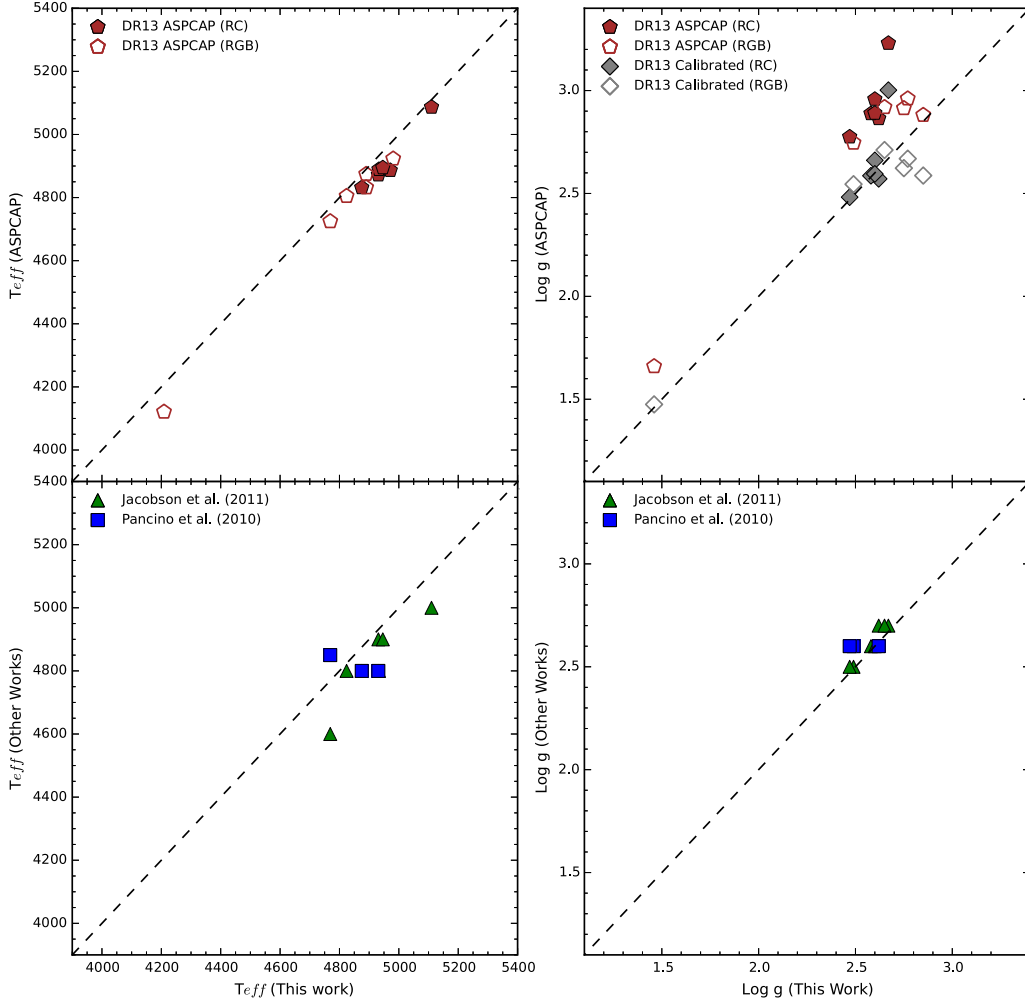 DR13 ASPCAP (RC)
DR13 ASPCAP (RGB)
5400
5200
5000
4800
4600
4400
4200
4000
Teff (ASPCAP)
DR13 ASPCAP (RC)
DR13 ASPCAP (RGB)
DR13 Calibrated (RC)
DR13 Calibrated (RGB)
3.0
2.5
2.0
1.5
Log g (ASPCAP)
Jacobson et al. (2011)
Pancino et al. (2010)
5400
5200
5000
4800
4600
4400
4200
4000
Teff (Other Works)
4000 4200 4400 4600 4800 5000 5200 5400
Teff (This work)
Jacobson et al. (2011)
Pancino et al. (2010)
3.0
2.5
2.0
1.5
Log g (Other Works)
1.5 2.0 2.5 3.0
Log g (This Work)